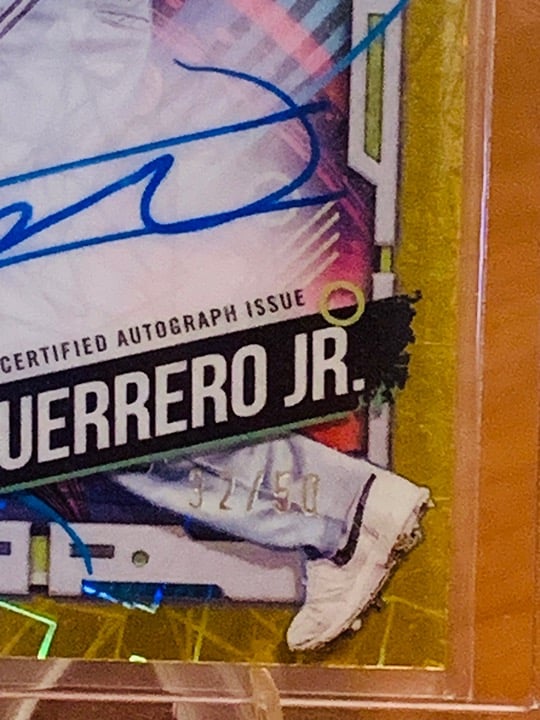 CERTIFIED AUTOGRAPH ISSUE
UERRERO JR.
32/50